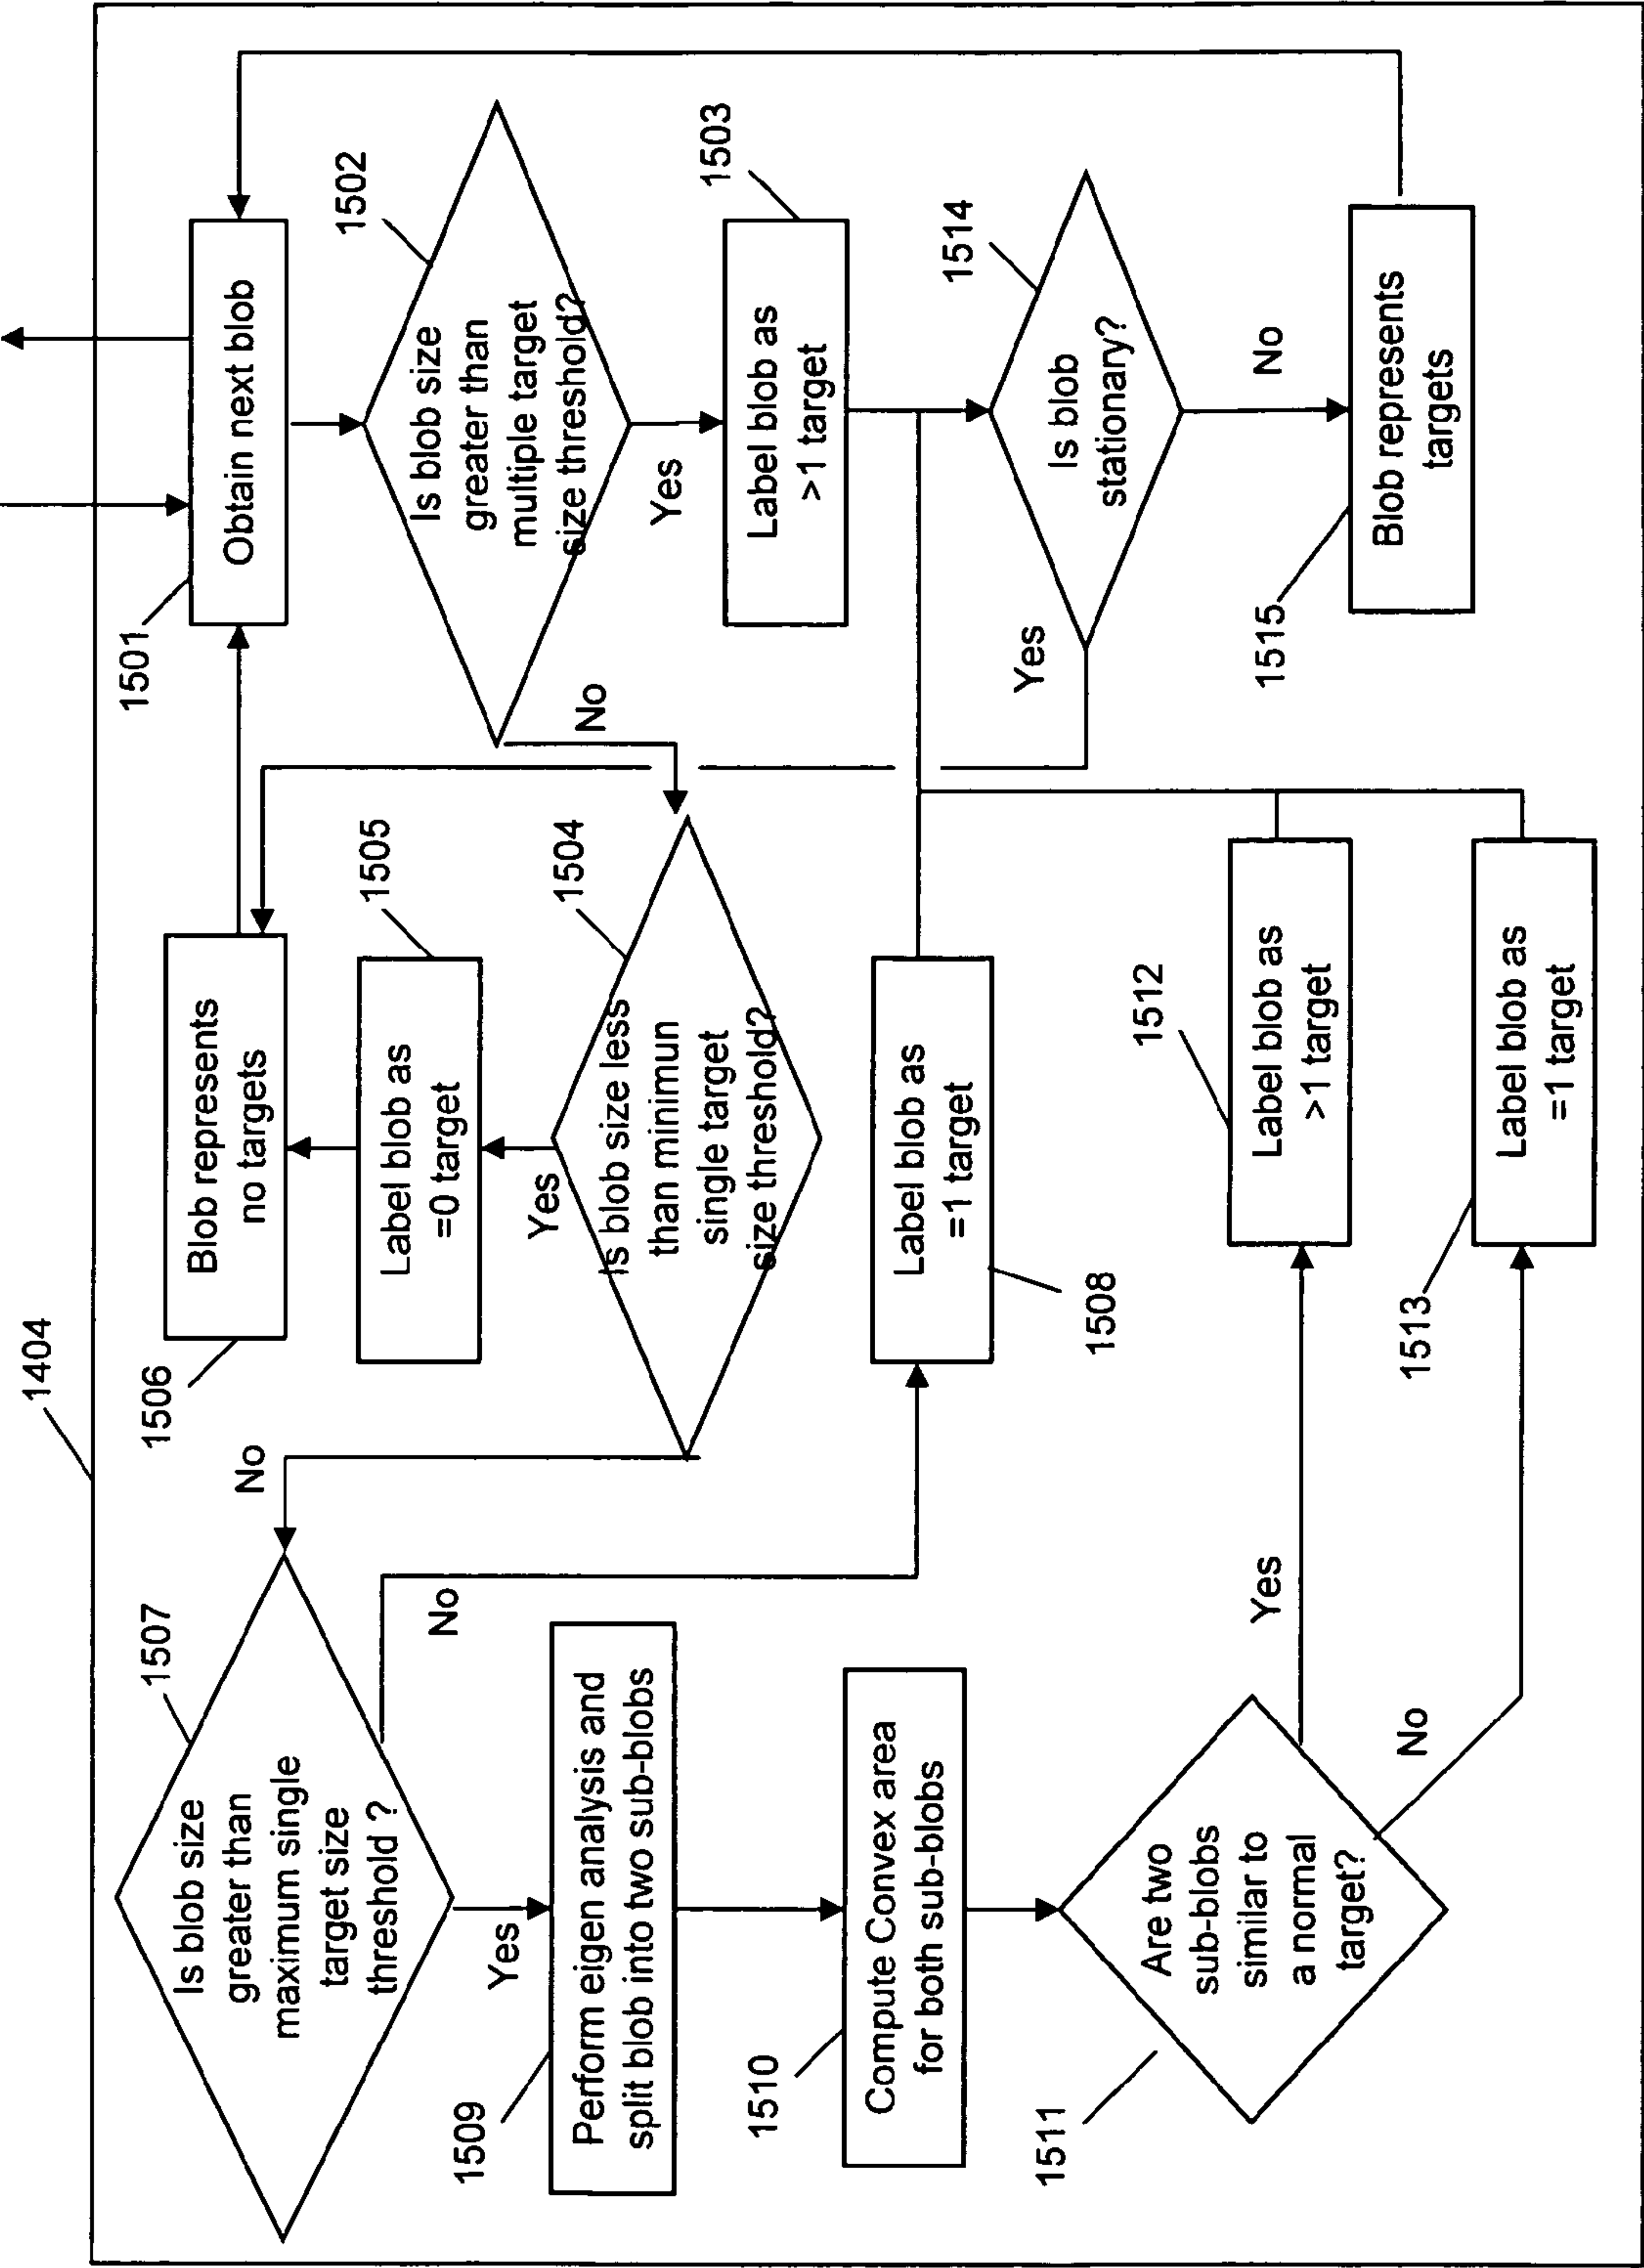 1404
1507
Is blob size
greater than
maximum single
target size
threshold ?
No
Yes
1509
Perform eigen analysis and
split blob into two sub-blobs
1510
Compute Convex area
for both sub-blobs
1511
Are two
sub-blobs
similar to
a normal
target?
Yes
No
1506
Blob represents
no targets
1505
Label blob as
=0 target
1504
Yes
Is blob size less
than minimun
single target
size threshold?
No
Label blob as
=1 target
1508
1512
Label blob as
>1 target
1513
Label blob as
=1 target
1501
Obtain next blob
1502
Is blob size
greater than
multiple target
size threshold?
No
Yes
1503
Label blob as
>1 target
1514
Is blob
stationary?
Yes
No
1515
Blob represents
targets